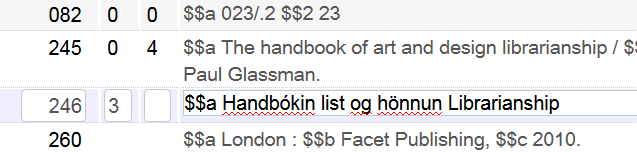 082 0 0 $$a 023/.2 $$2 23
245 0 4 $$a The handbook of art and design librarianship / $$
Paul Glassman.
246 3 $$a Handbókin list og hönnun Librarianship
260 $$a London : $$b Facet Publishing, $$c 2010.